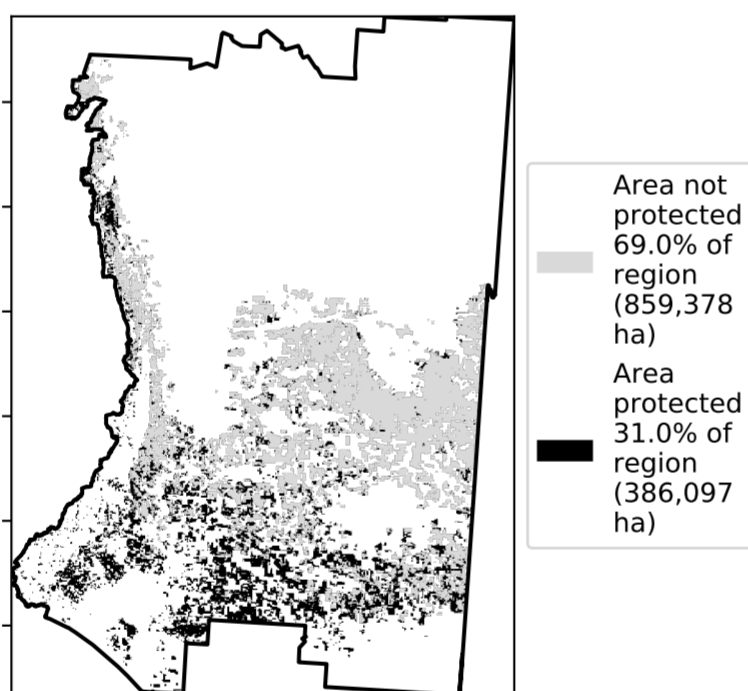 Area not
protected
69.0% of
region
(859,378
ha)
Area
protected
31.0% of
region
(386,097
ha)